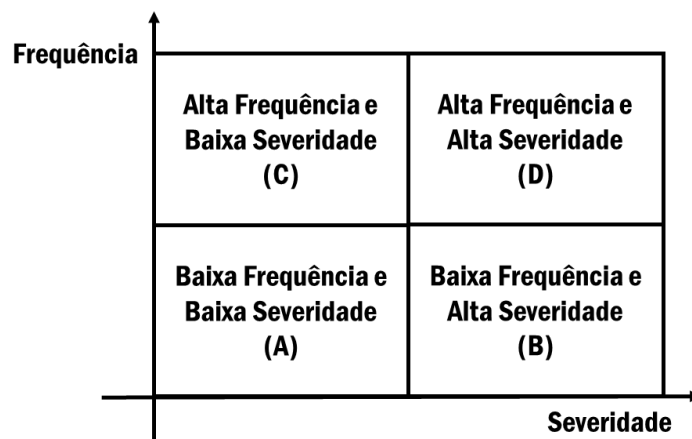 Frequência
Alta Frequência e
Baixa Severidade
(C)
Alta Frequência e
Alta Severidade
(D)
Baixa Frequência e
Baixa Severidade
(A)
Baixa Frequência e
Alta Severidade
(B)
Severidade